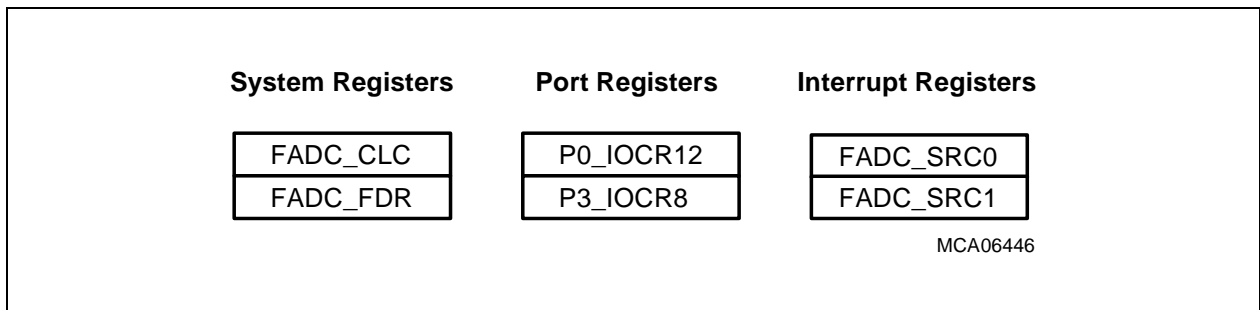 System Registers Port Registers Interrupt Registers
FADC_CLC P0_IOCR12 FADC_SRC0
FADC_FDR P3_IOCR8 FADC_SRC1
MCA06446